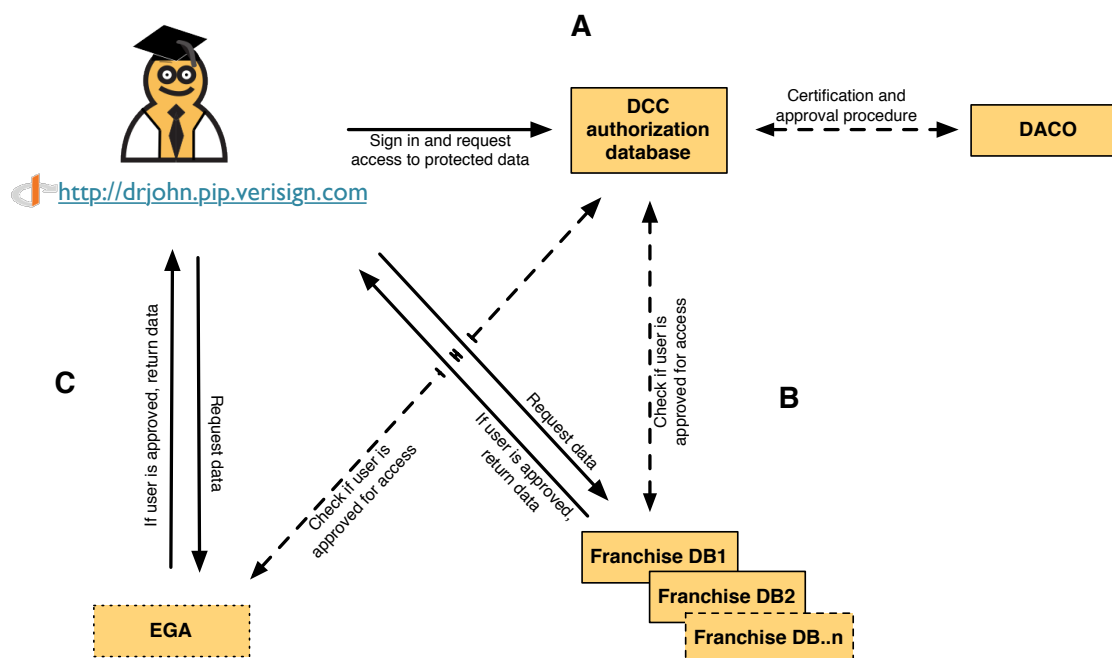 A
DCC
authorization
database
Certification and
approval procedure
DACO
Sign in and request
access to protected data
http://drjohn.pip.verisign.com
If user is approved, return data
Request data
C
Check if user is
approved for access
Request data
If user is approved,
return data
Check if user is
approved for access
B
Franchise DB1
Franchise DB2
Franchise DB..n
EGA